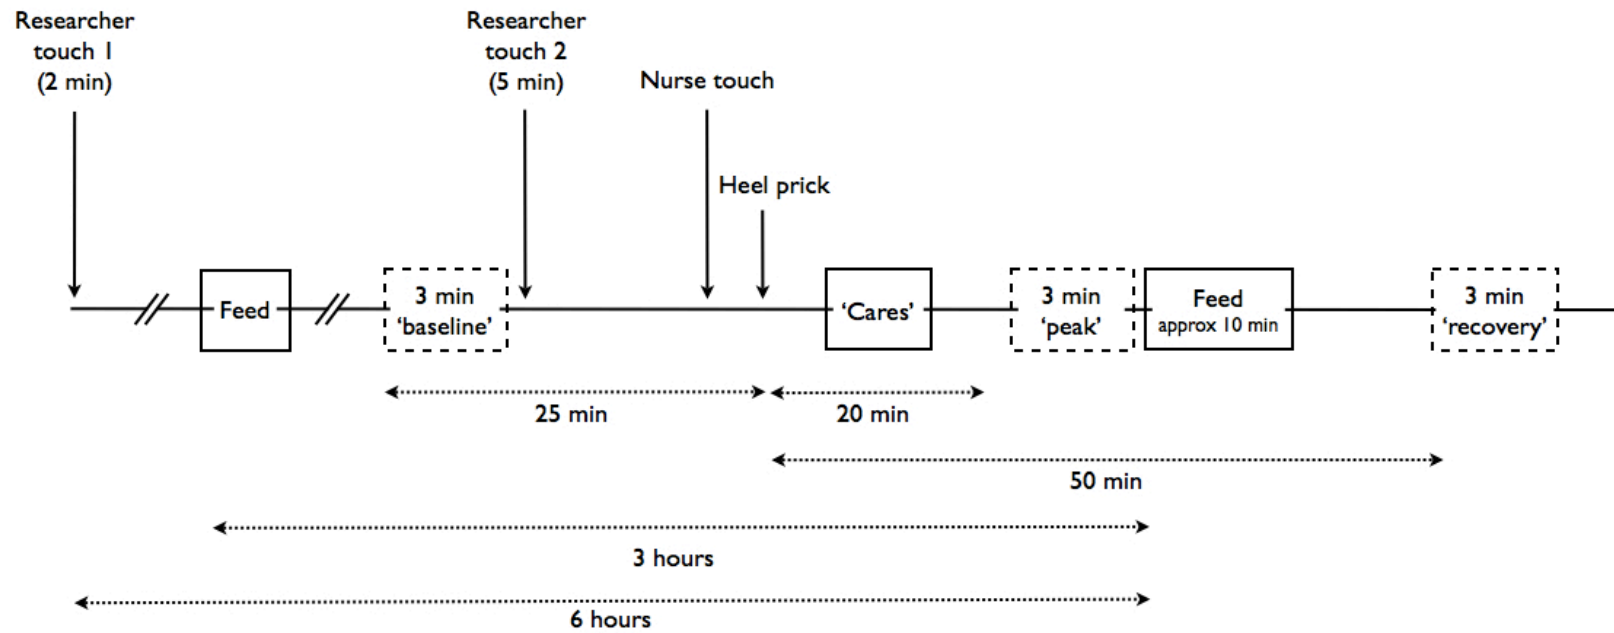 Researcher
touch 1
(2 min)
Researcher
touch 2
(5 min)
Nurse touch
Heel prick
Feed
3 min
‘baseline’
‘Cares’
3 min
‘peak’
Feed
approx 10 min
3 min
‘recovery’
25 min
20 min
50 min
3 hours
6 hours